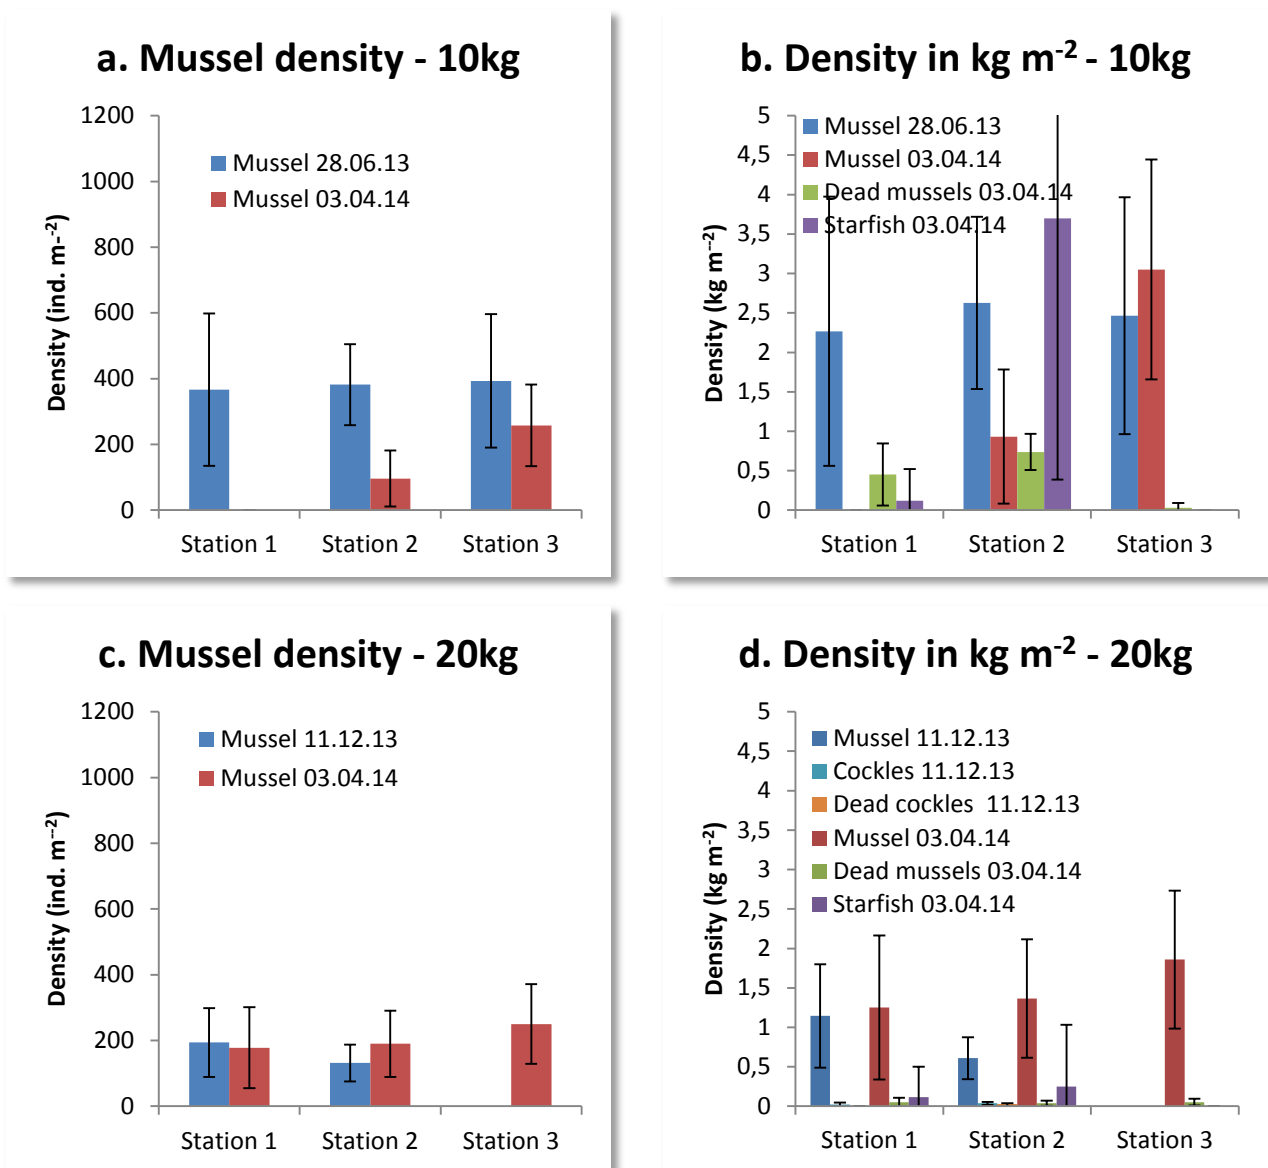 a. Mussel density - 10kg
1200
1000
800
600
400
200
0
Density (ind. m-⁻²)
Mussel 28.06.13
Mussel 03.04.14
Station 1 Station 2 Station 3
b. Density in kg m⁻² - 10kg
5
4,5
4
3,5
3
2,5
2
1,5
1
0,5
0
Density (kg m⁻²)
Mussel 28.06.13
Mussel 03.04.14
Dead mussels 03.04.14
Starfish 03.04.14
Station 1 Station 2 Station 3
c. Mussel density - 20kg
1200
1000
800
600
400
200
0
Density (ind. m⁻²)
Mussel 11.12.13
Mussel 03.04.14
Station 1 Station 2 Station 3
d. Density in kg m⁻² - 20kg
5
4,5
4
3,5
3
2,5
2
1,5
1
0,5
0
Density (kg m⁻²)
Mussel 11.12.13
Cockles 11.12.13
Dead cockles 11.12.13
Mussel 03.04.14
Dead mussels 03.04.14
Starfish 03.04.14
Station 1 Station 2 Station 3